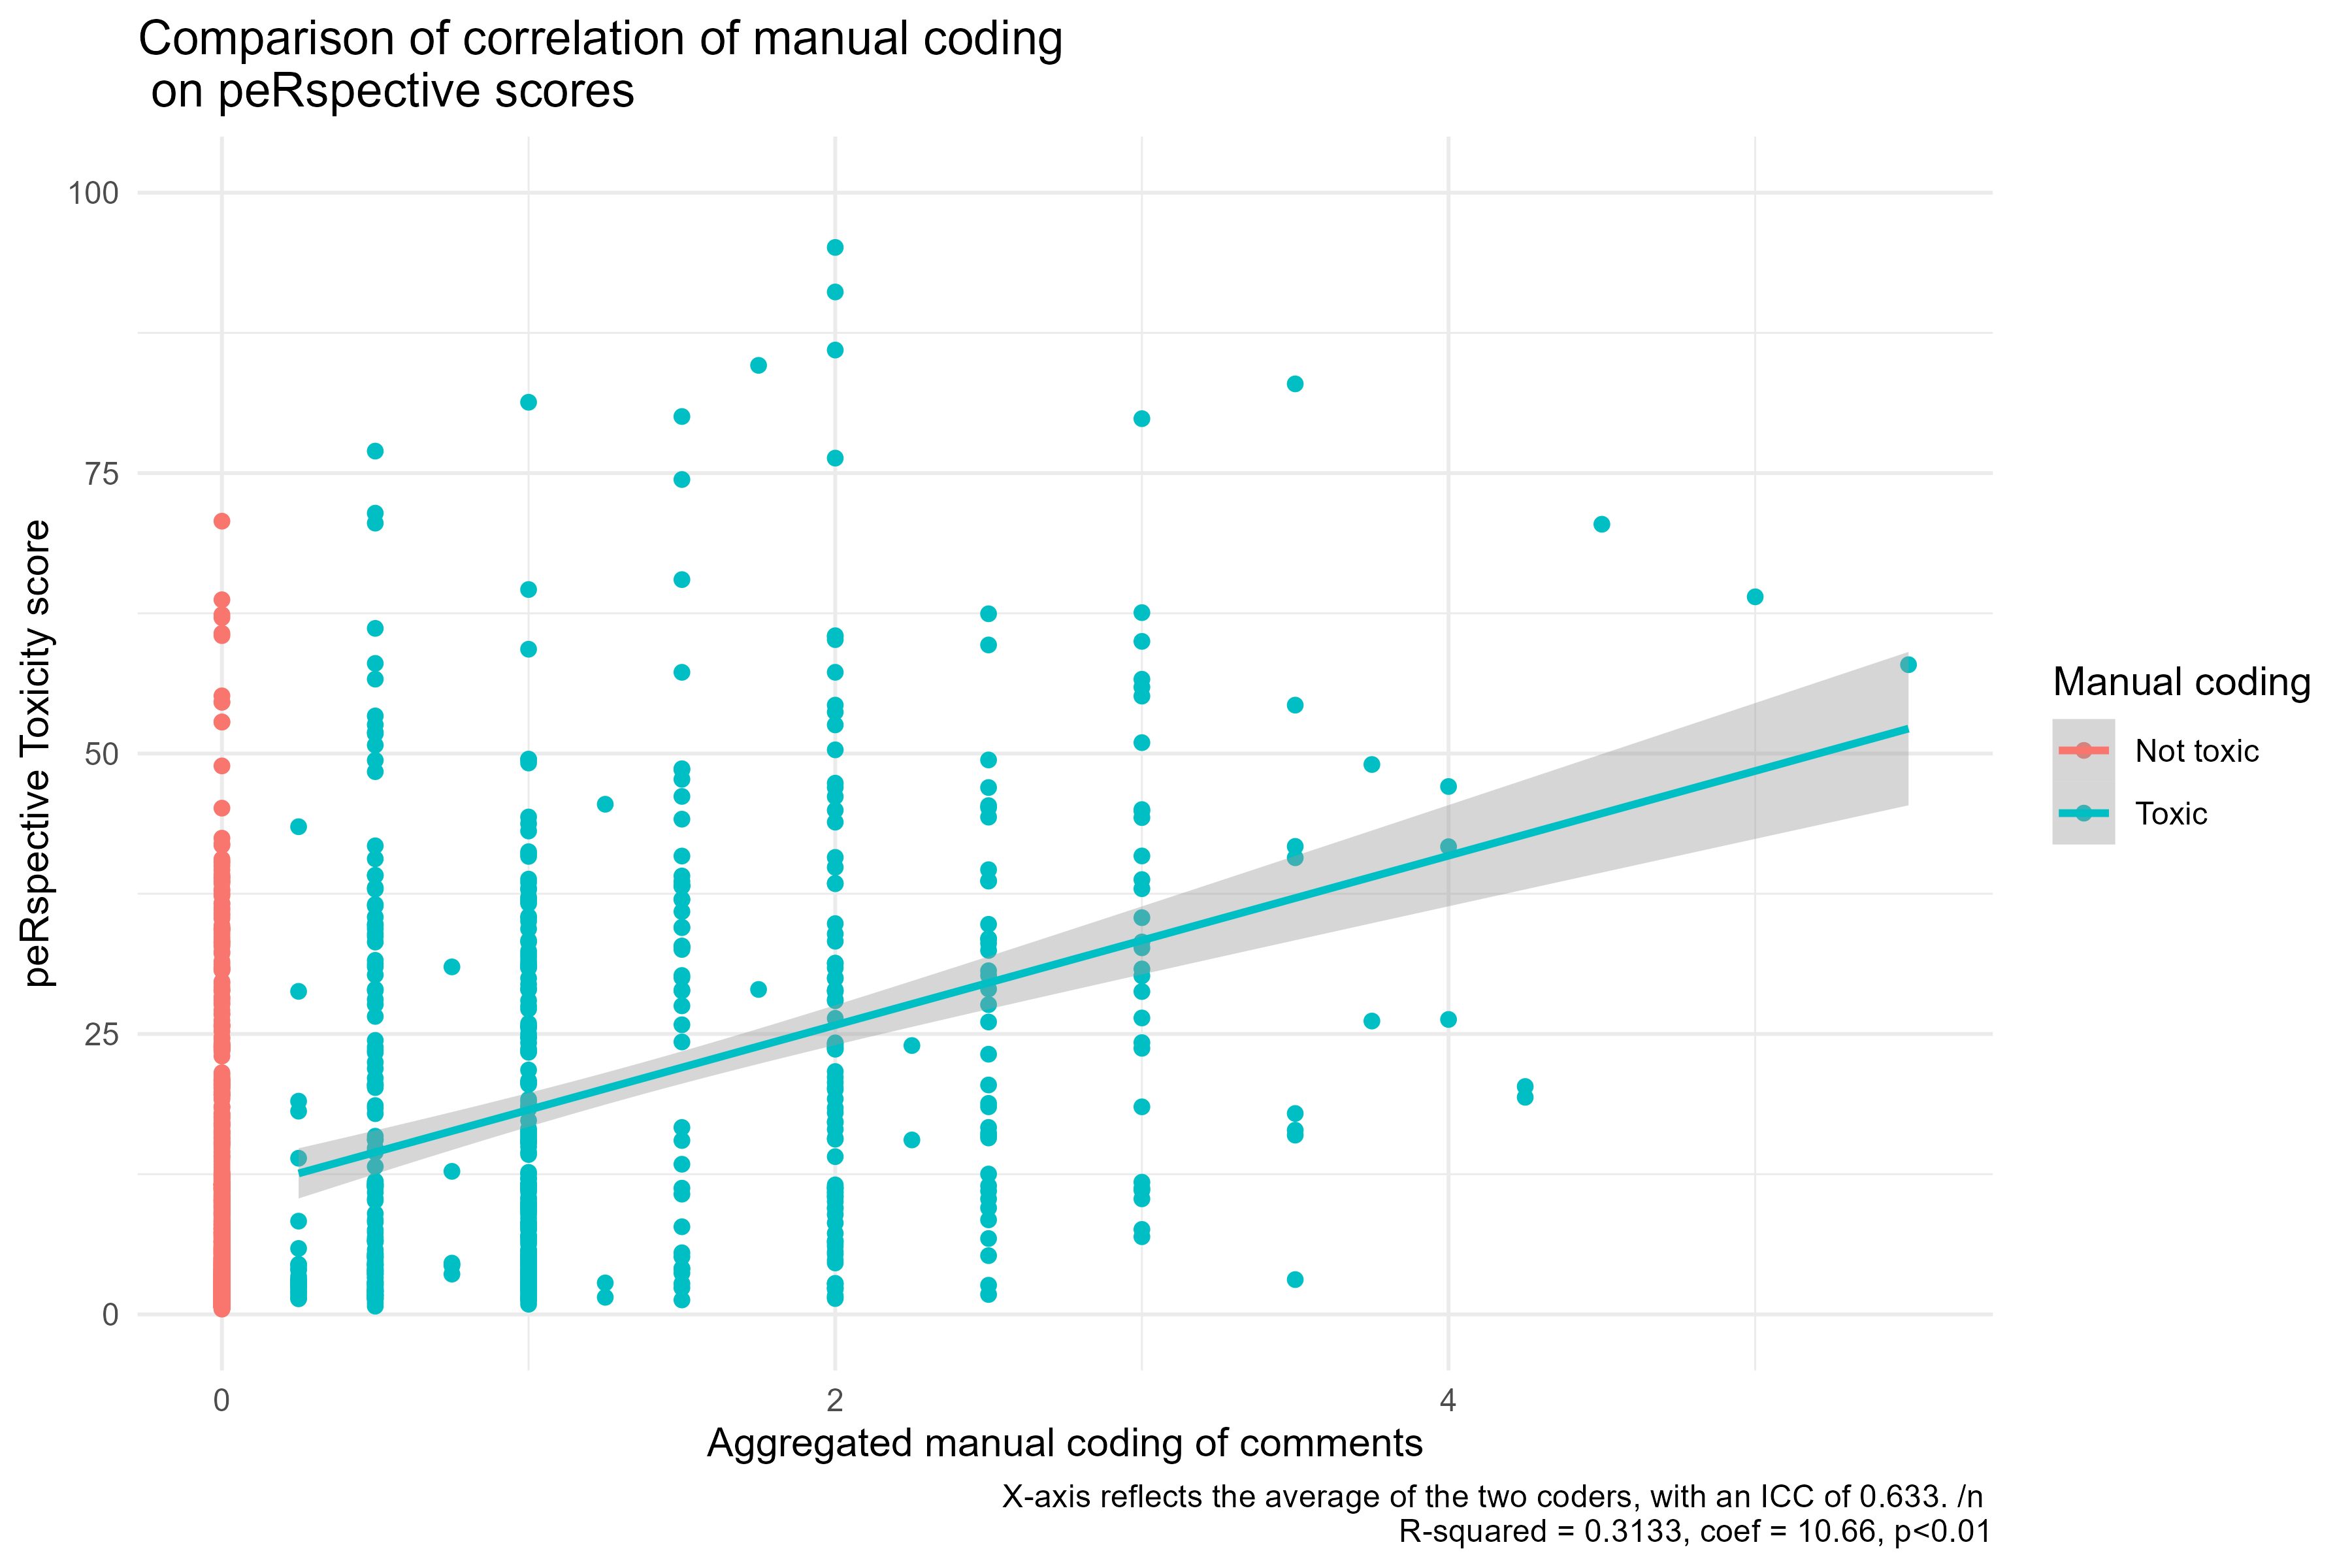 Comparison of correlation of manual coding
on peRspective scores
100
75
50
25
0
peRspective Toxicity score
0 2 4
Aggregated manual coding of comments
Manual coding
Not toxic
Toxic
X-axis reflects the average of the two coders, with an ICC of 0.633. /n
R-squared = 0.3133, coef = 10.66, p<0.01